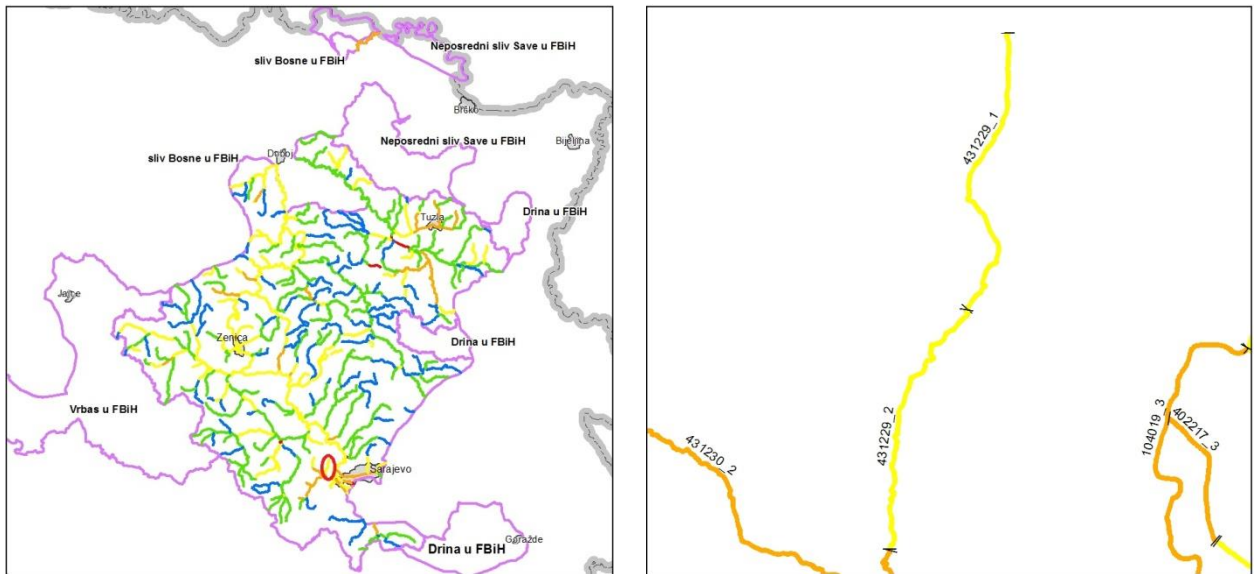 Neposredni sliv Save u FBiH
sliv Bosne u FBiH
Brčko
Bijeljina
Neposredni sliv Save u FBiH
Doboj
sliv Bosne u FBiH
Drina u FBiH
Tuzla
Jajce
Zenica
Drina u FBiH
Vrbas u FBiH
Sarajevo
Goražde
Drina u FBiH
431229_1
431229_2
431230_2
104019_3
402217_3